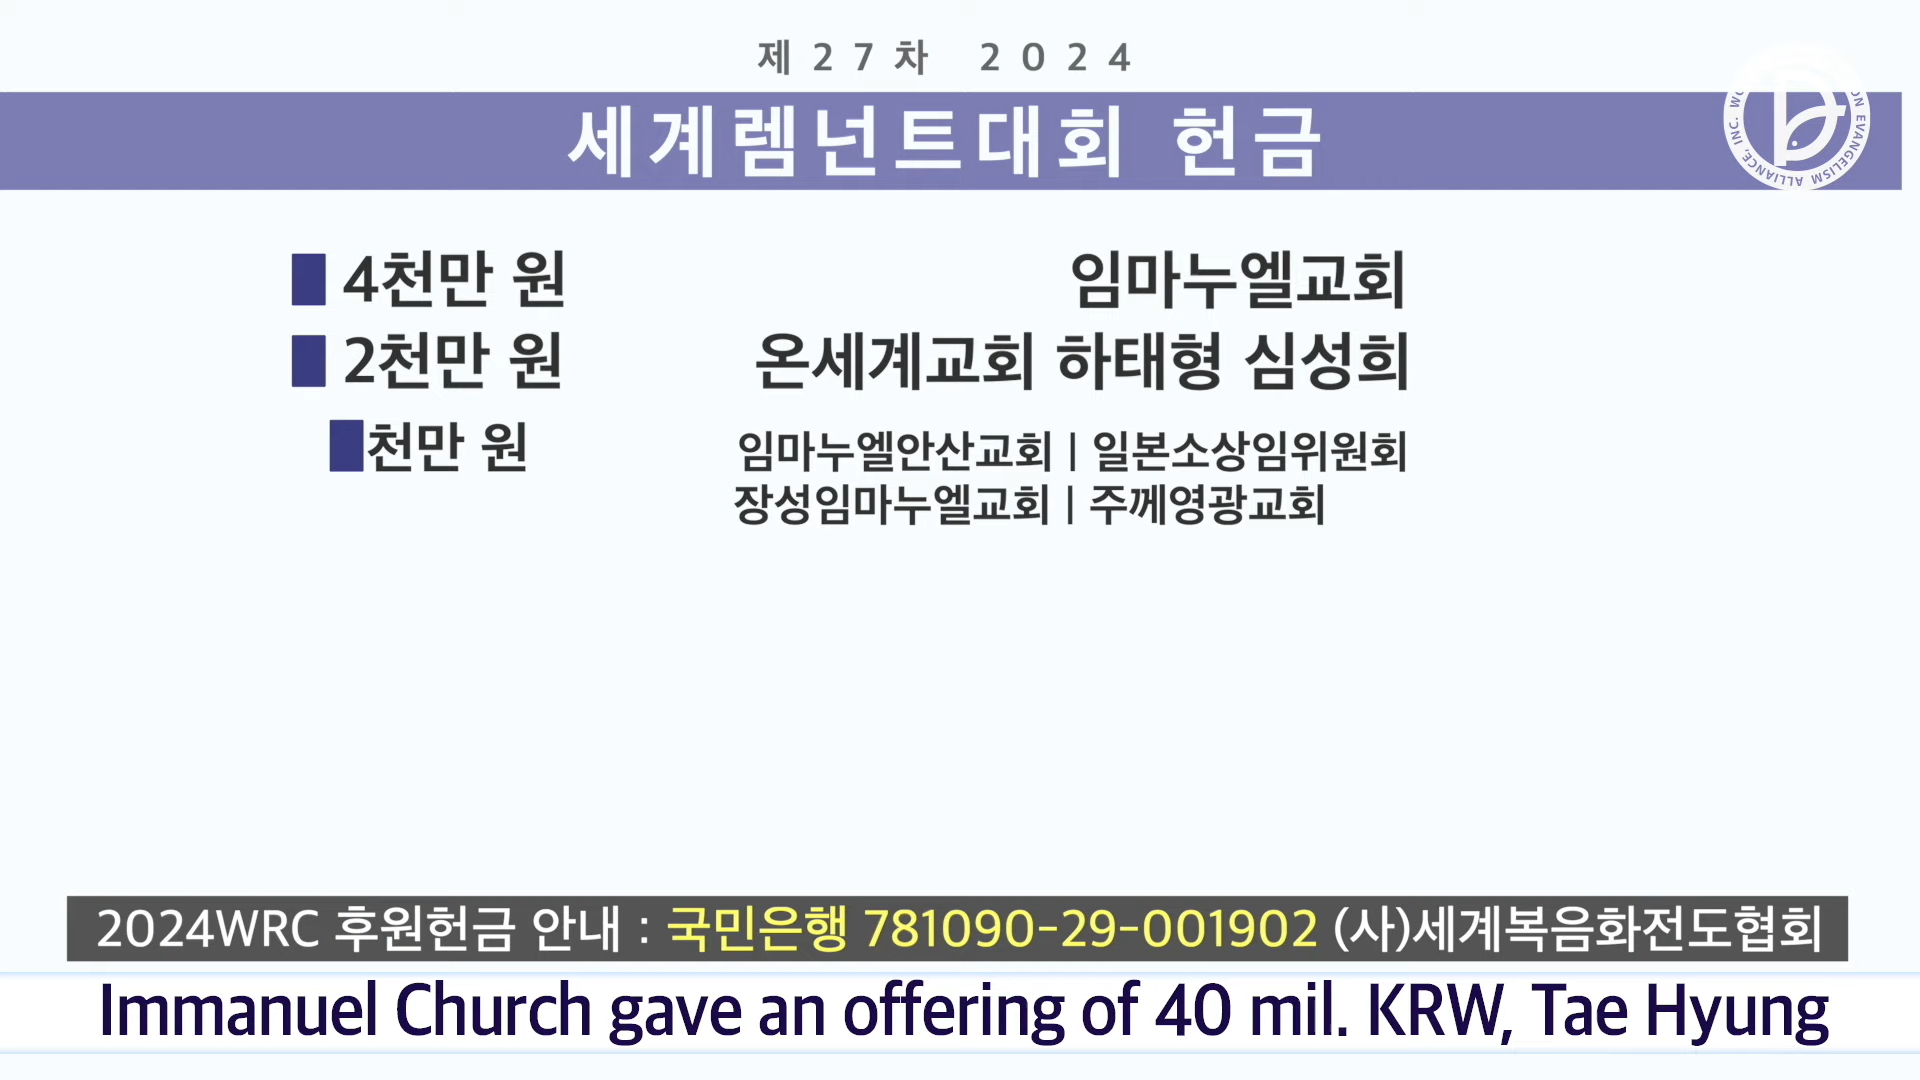 제27차 2024
세계렘넌트대회 헌금
4천만 원 임마누엘교회
2천만 원 온세계교회 하태형 심성희
천만 원 임마누엘안산교회 | 일본소상임위원회
장성임마누엘교회 | 주께영광교회
2024WRC 후원헌금 안내 : 국민은행 781090-29-001902 (사)세계복음화전도협회
Immanuel Church gave an offering of 40 mil. KRW, Tae Hyung
EVANGELISM ALLIANCE, INC.